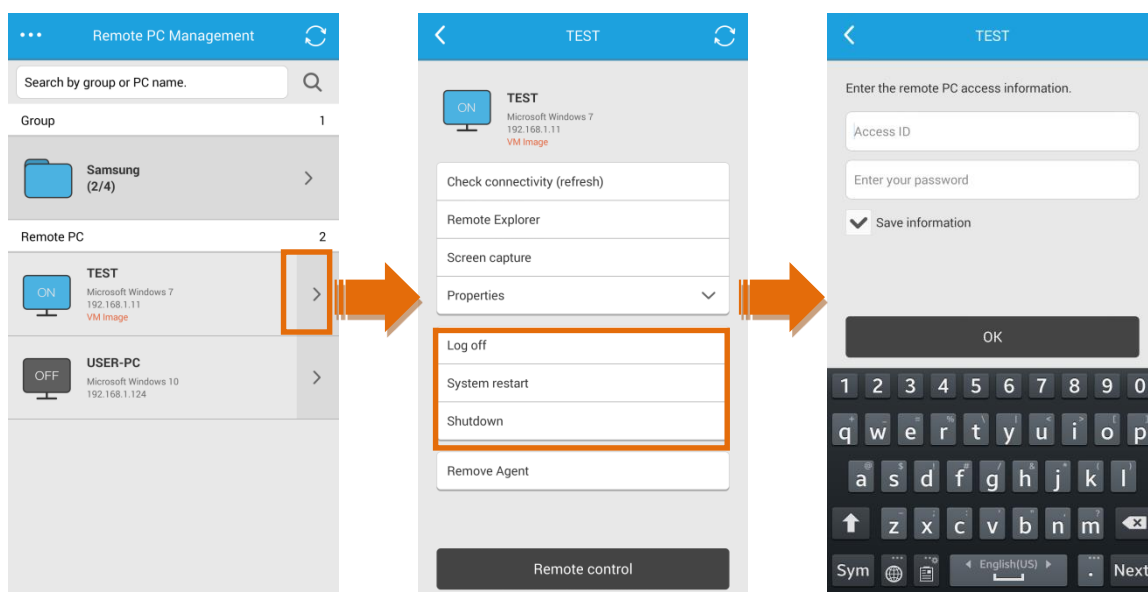 Remote PC Management
Search by group or PC name.
Group 1
Samsung
(2/4)
Remote PC 2
ON
TEST
Microsoft Windows 7
192.168.1.11
VM Image
OFF
USER-PC
Microsoft Windows 10
192.168.1.124
TEST
ON
TEST
Microsoft Windows 7
192.168.1.11
VM Image
Check connectivity (refresh)
Remote Explorer
Screen capture
Properties
Log off
System restart
Shutdown
Remove Agent
Remote control
TEST
Enter the remote PC access information.
Access ID
Enter your password
Save information
OK
1 2 3 4 5 6 7 8 9 0
q w e r t y u i o p
a s d f g h j k l
z x c v b n m
Sym English(US) . Next